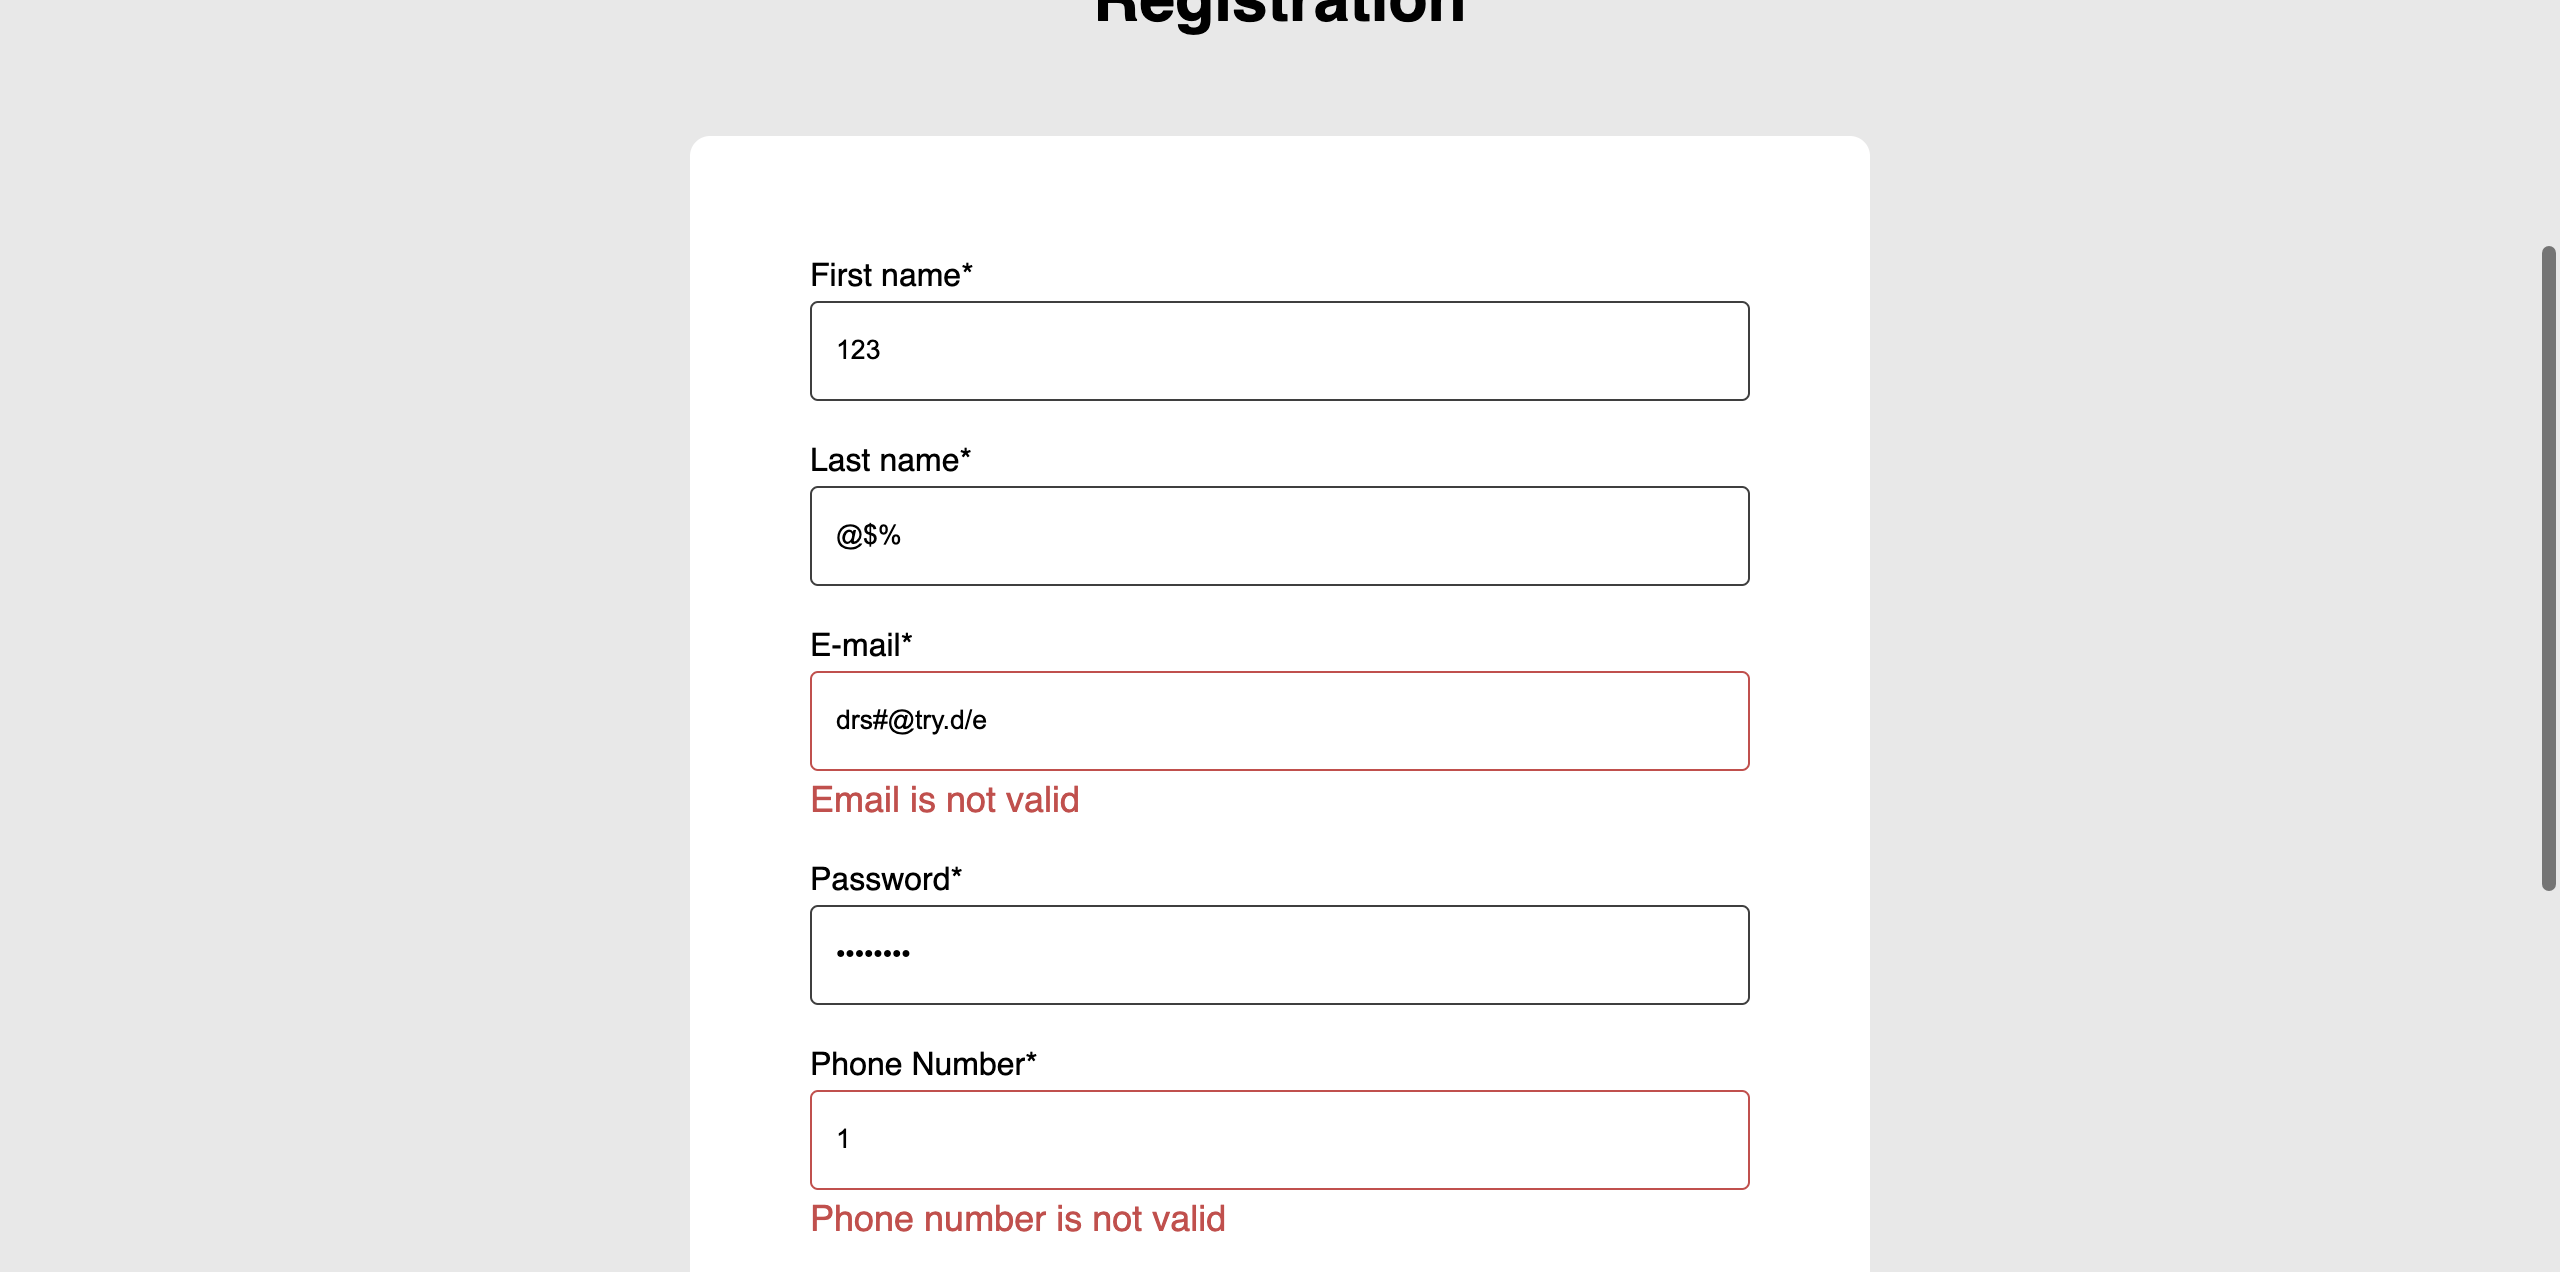 Registration
First name*
123
Last name*
@$%
E-mail*
drs#@try.d/e
Email is not valid
Password*
••••••••
Phone Number*
1
Phone number is not valid